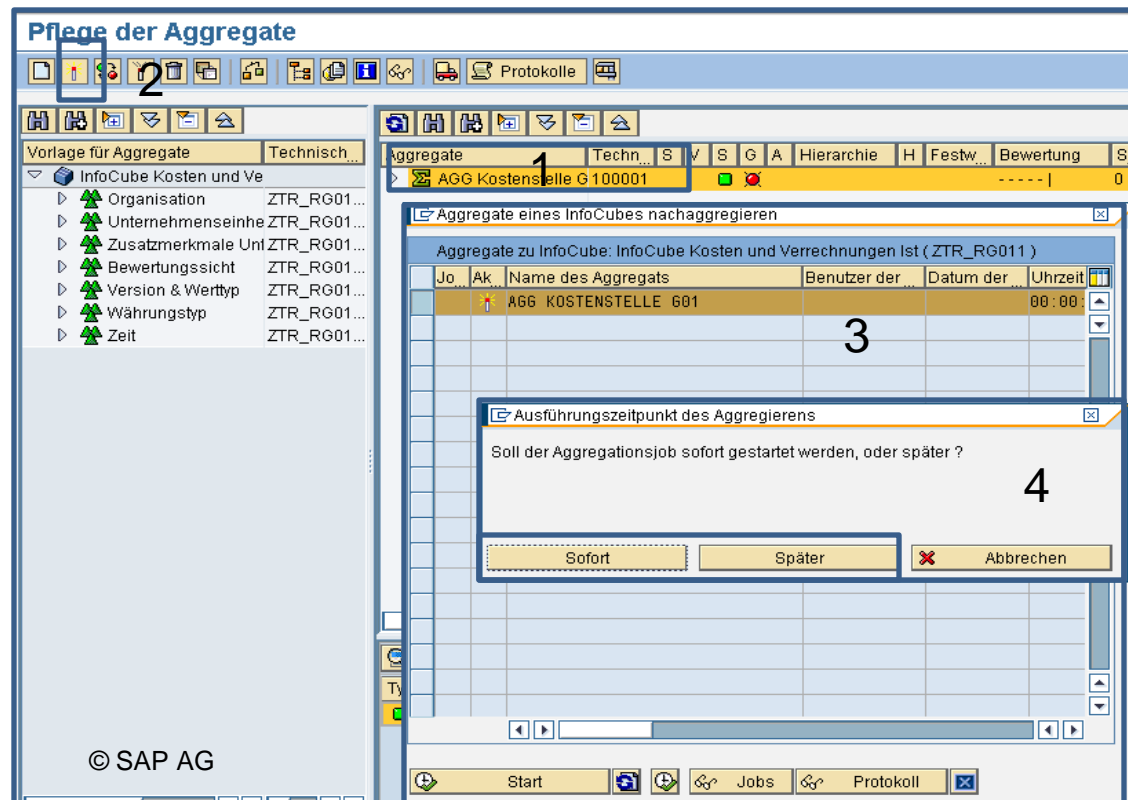 Pflege der Aggregate
2
Protokolle
Vorlage für Aggregate Technisch...
InfoCube Kosten und Ve
Organisation ZTR_RG01...
Unternehmenseinhe ZTR_RG01...
Zusatzmerkmale Unt ZTR_RG01...
Bewertungssicht ZTR_RG01...
Version & Werttyp ZTR_RG01...
Währungstyp ZTR_RG01...
Zeit ZTR_RG01...
© SAP AG
1
Aggregate Techn... S V S G A Hierarchie H Festw... Bewertung S
AGG Kostenstelle G 100001 - - - - - | 0
Aggregate eines InfoCubes nachaggregieren
Aggregate zu InfoCube: InfoCube Kosten und Verrechnungen Ist ( ZTR_RG011 )
Jo... Ak... Name des Aggregats Benutzer der ... Datum der ... Uhrzeit
AGG KOSTENSTELLE G01 00:00:
3
Ausführungszeitpunkt des Aggregierens
Soll der Aggregationsjob sofort gestartet werden, oder später ?
4
Sofort Später Abbrechen
Ty
Start Jobs Protokoll